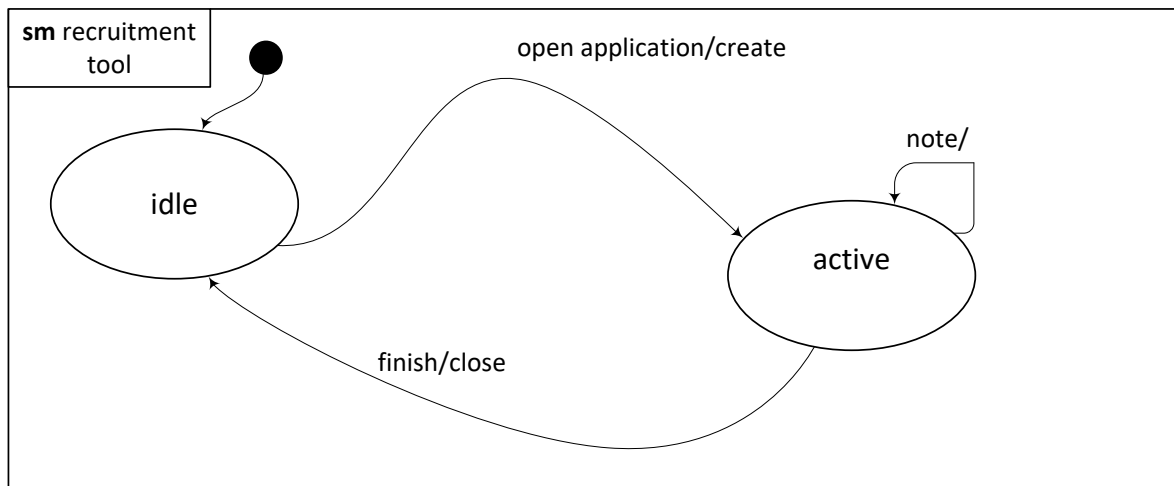 sm recruitment
tool
open application/create
note/
idle
active
finish/close